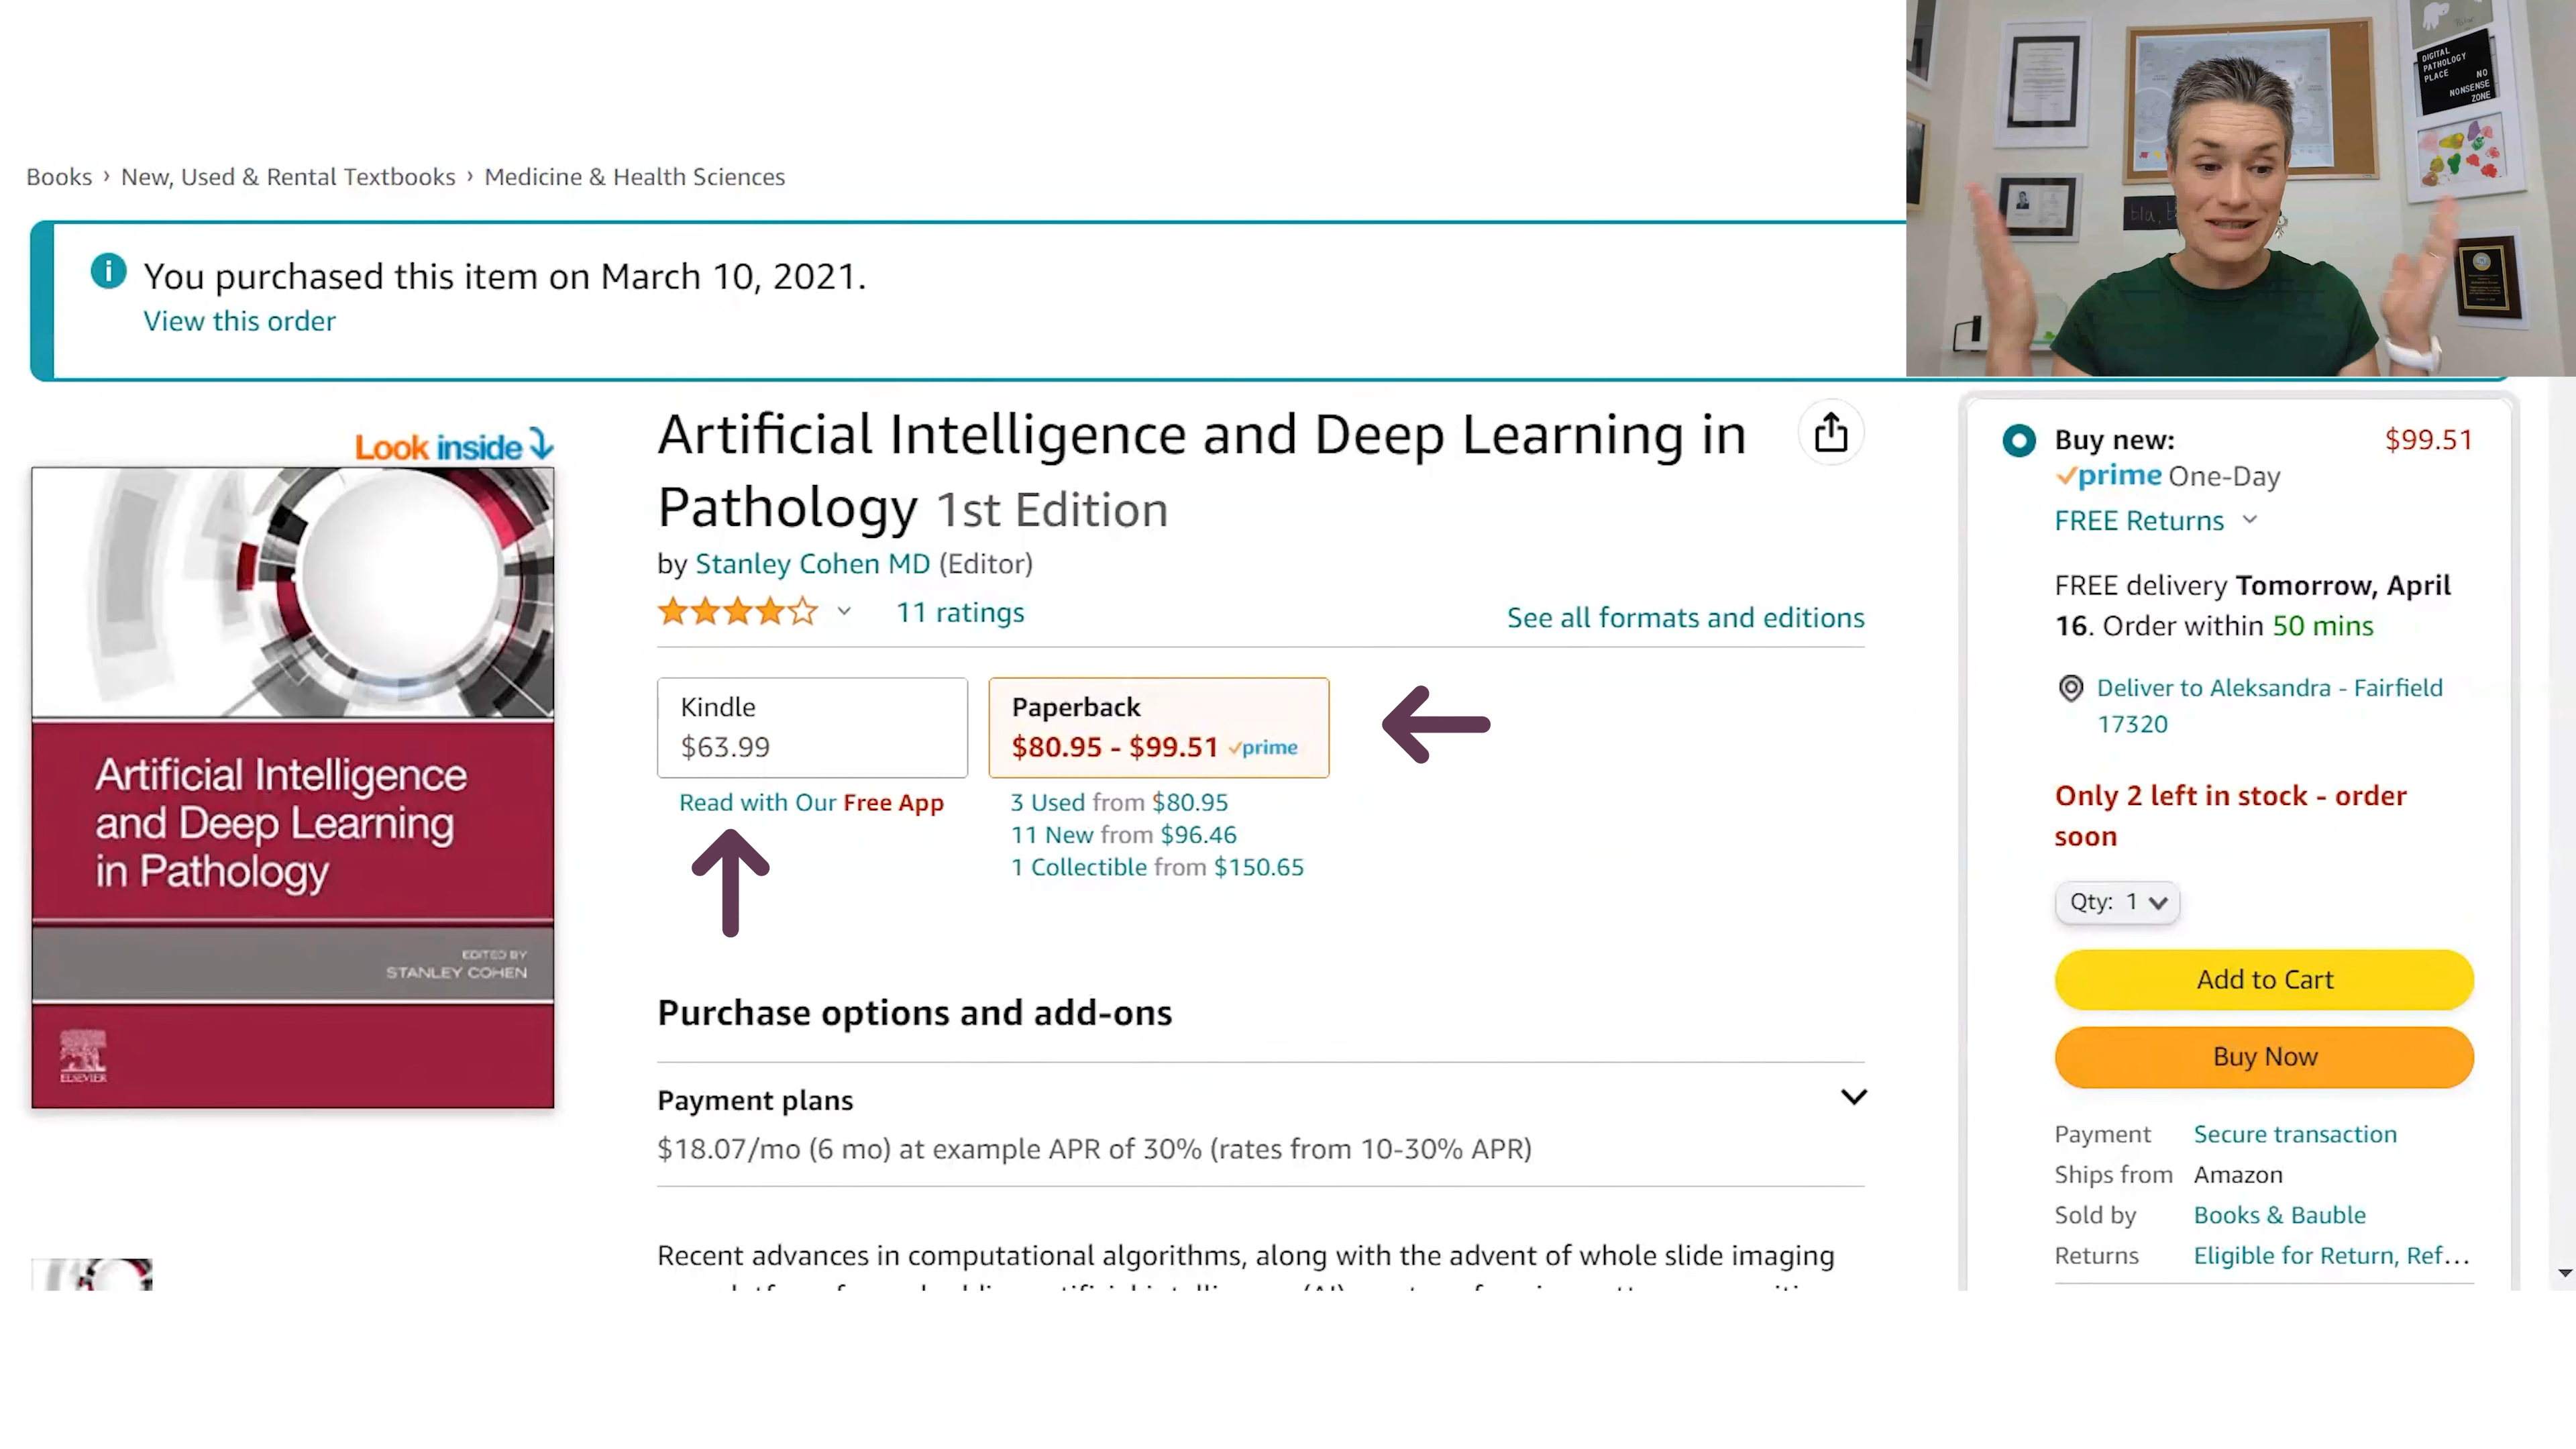 DIGITAL
PATHOLOGY
PLACE
NO
NONSENSE
ZONE
bla, b
Books › New, Used & Rental Textbooks › Medicine & Health Sciences
You purchased this item on March 10, 2021.
View this order
Look inside
Artificial Intelligence
and Deep Learning
in Pathology
EDITED BY
STANLEY COHEN
ELSEVIER
Artificial Intelligence and Deep Learning in
Pathology 1st Edition
by Stanley Cohen MD (Editor)
11 ratings
See all formats and editions
Kindle
$63.99
Read with Our Free App
Paperback
$80.95 - $99.51 prime
3 Used from $80.95
11 New from $96.46
1 Collectible from $150.65
Purchase options and add-ons
Payment plans
$18.07/mo (6 mo) at example APR of 30% (rates from 10-30% APR)
Recent advances in computational algorithms, along with the advent of whole slide imaging
Buy new: $99.51
prime One-Day
FREE Returns
FREE delivery Tomorrow, April
16. Order within 50 mins
Deliver to Aleksandra - Fairfield
17320
Only 2 left in stock - order
soon
Qty: 1
Add to Cart
Buy Now
Payment Secure transaction
Ships from Amazon
Sold by Books & Bauble
Returns Eligible for Return, Ref...